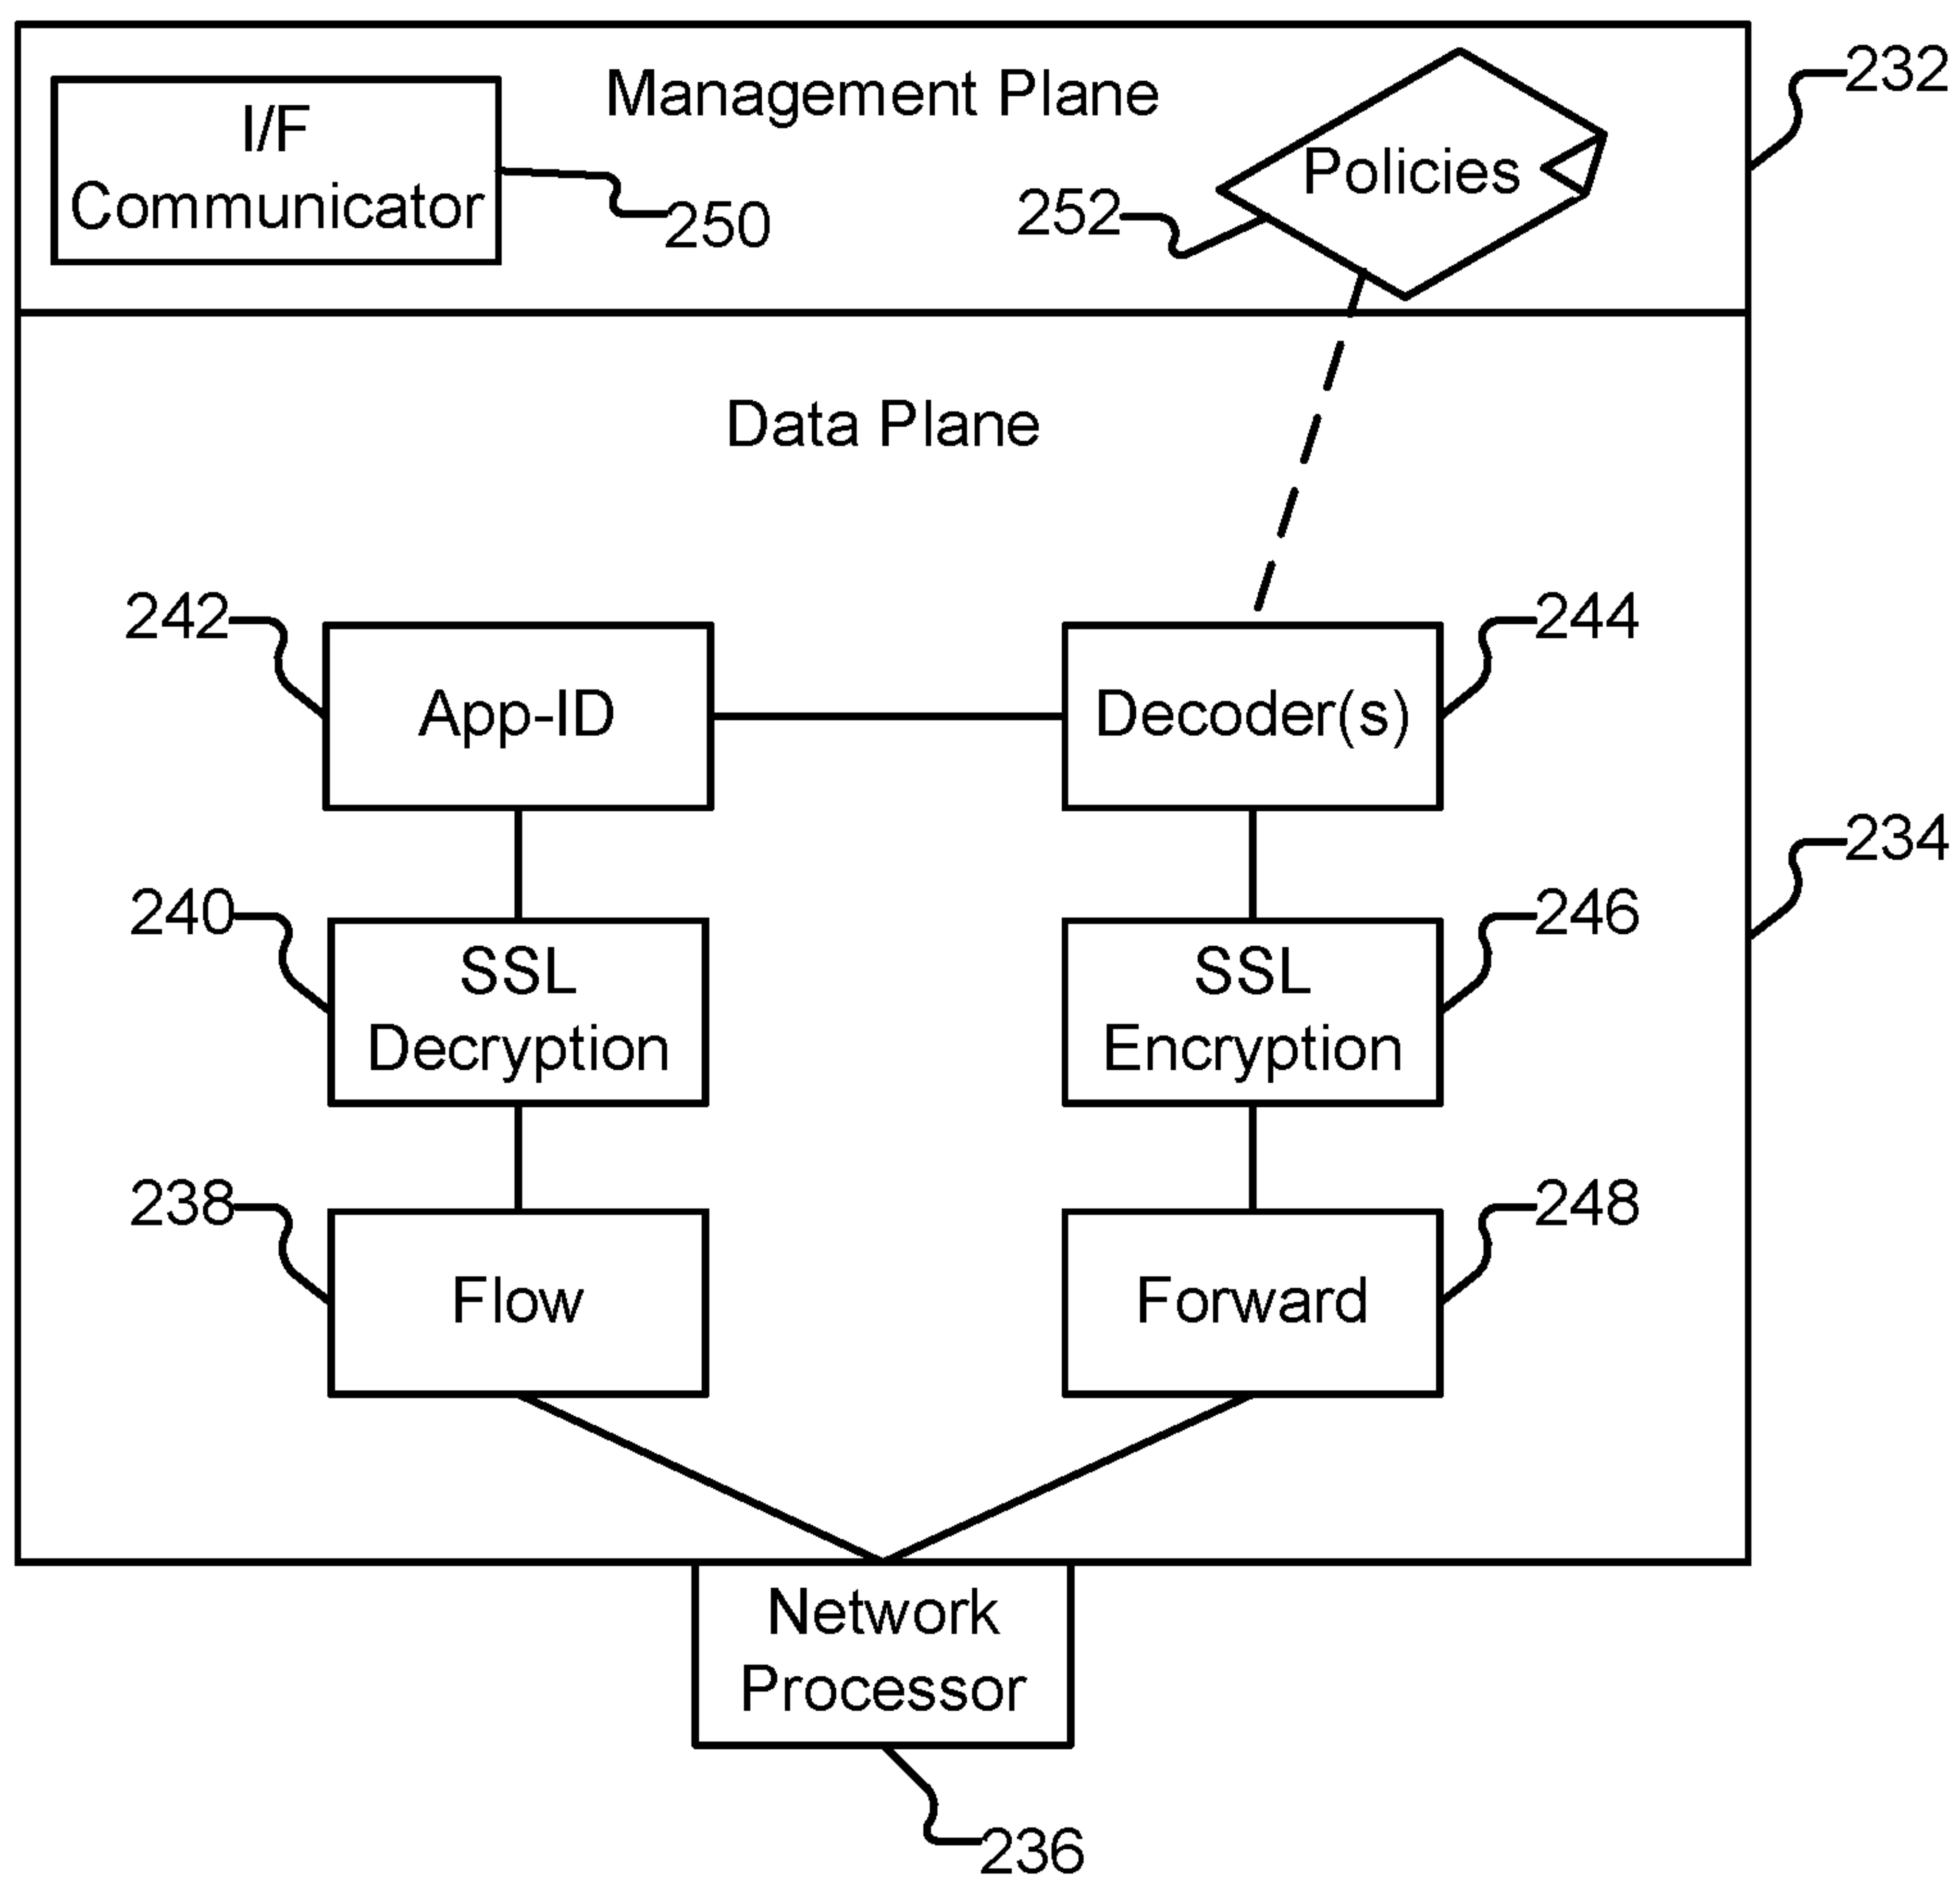 Management Plane
232
I/F
Communicator
250
252
Policies
Data Plane
242
App-ID
Decoder(s)
244
234
240
SSL
Decryption
SSL
Encryption
246
238
Flow
Forward
248
Network
Processor
236